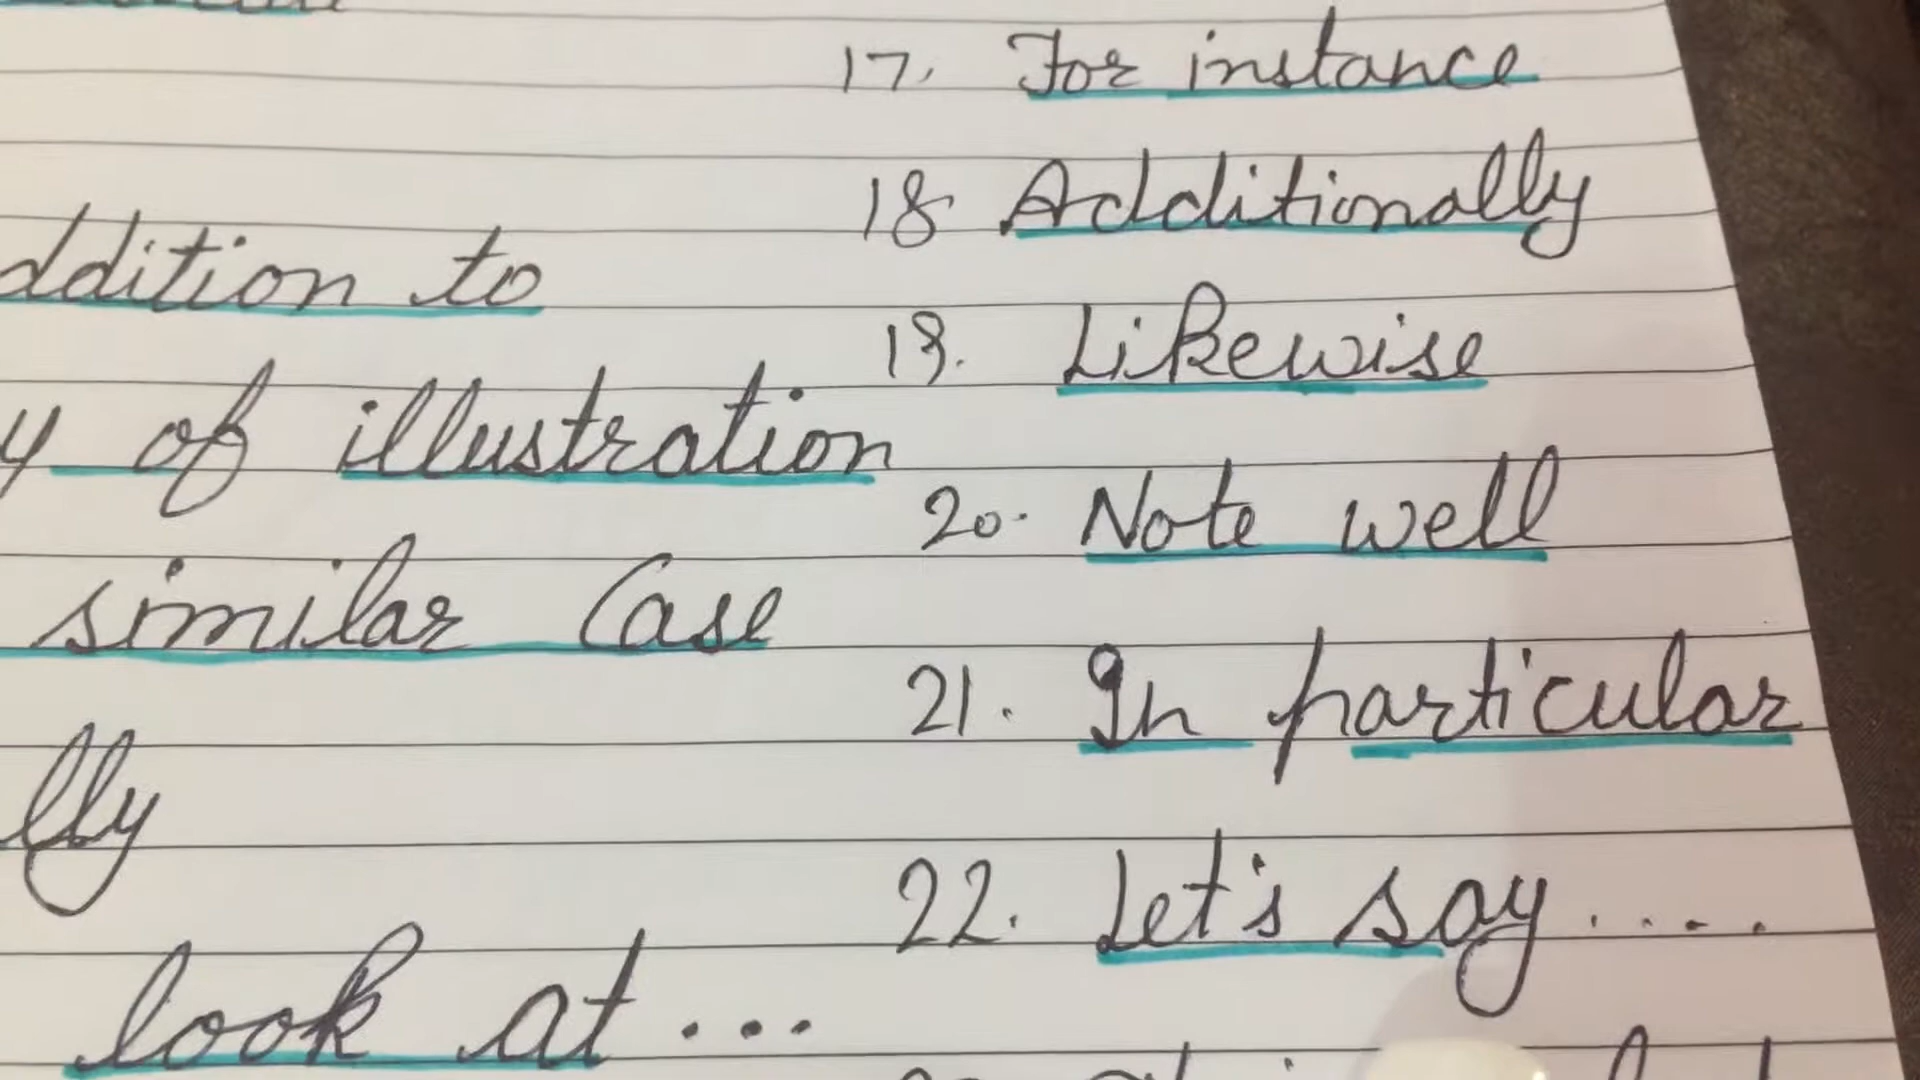 ddition to
y of illustration
similar Case
lly
look at...
17. For instance
18. Additionally
19. Likewise
20. Note well
21. In particular
22. Let's say.....